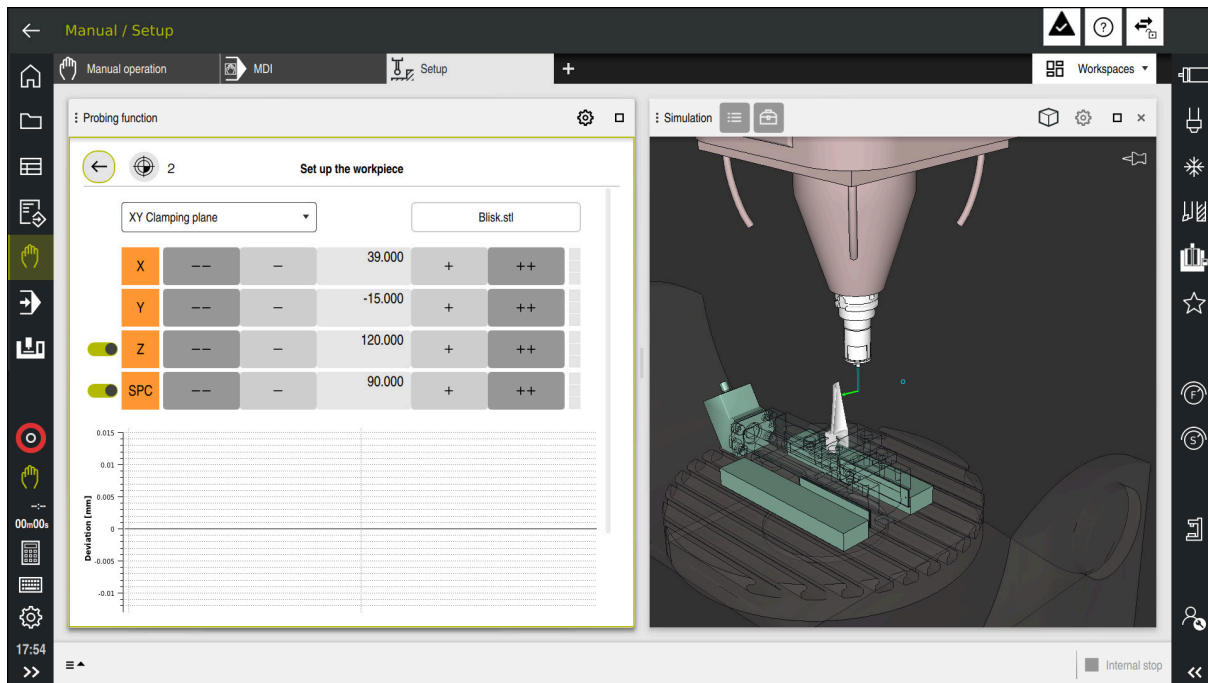 Manual / Setup
Manual operation
MDI
Setup
+
Workspaces
Probing function
Simulation
2
Set up the workpiece
XY Clamping plane
Blisk.stl
X -- - 39.000 + ++
Y -- - -15.000 + ++
Z -- - 120.000 + ++
SPC -- - 90.000 + ++
Deviation [mm]
0.015
0.01
0.005
0
-0.005
-0.01
--:--
00m00s
17:54
F
S
Internal stop